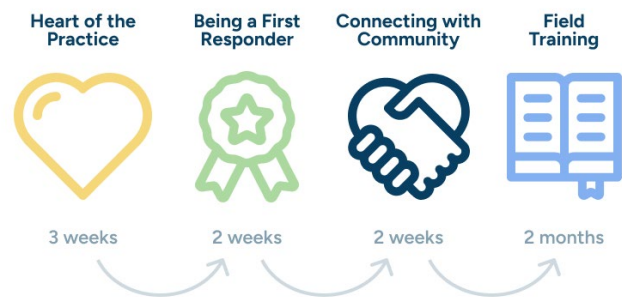 Heart of the
Practice
Being a First
Responder
Connecting with
Community
Field
Training
3 weeks
2 weeks
2 weeks
2 months